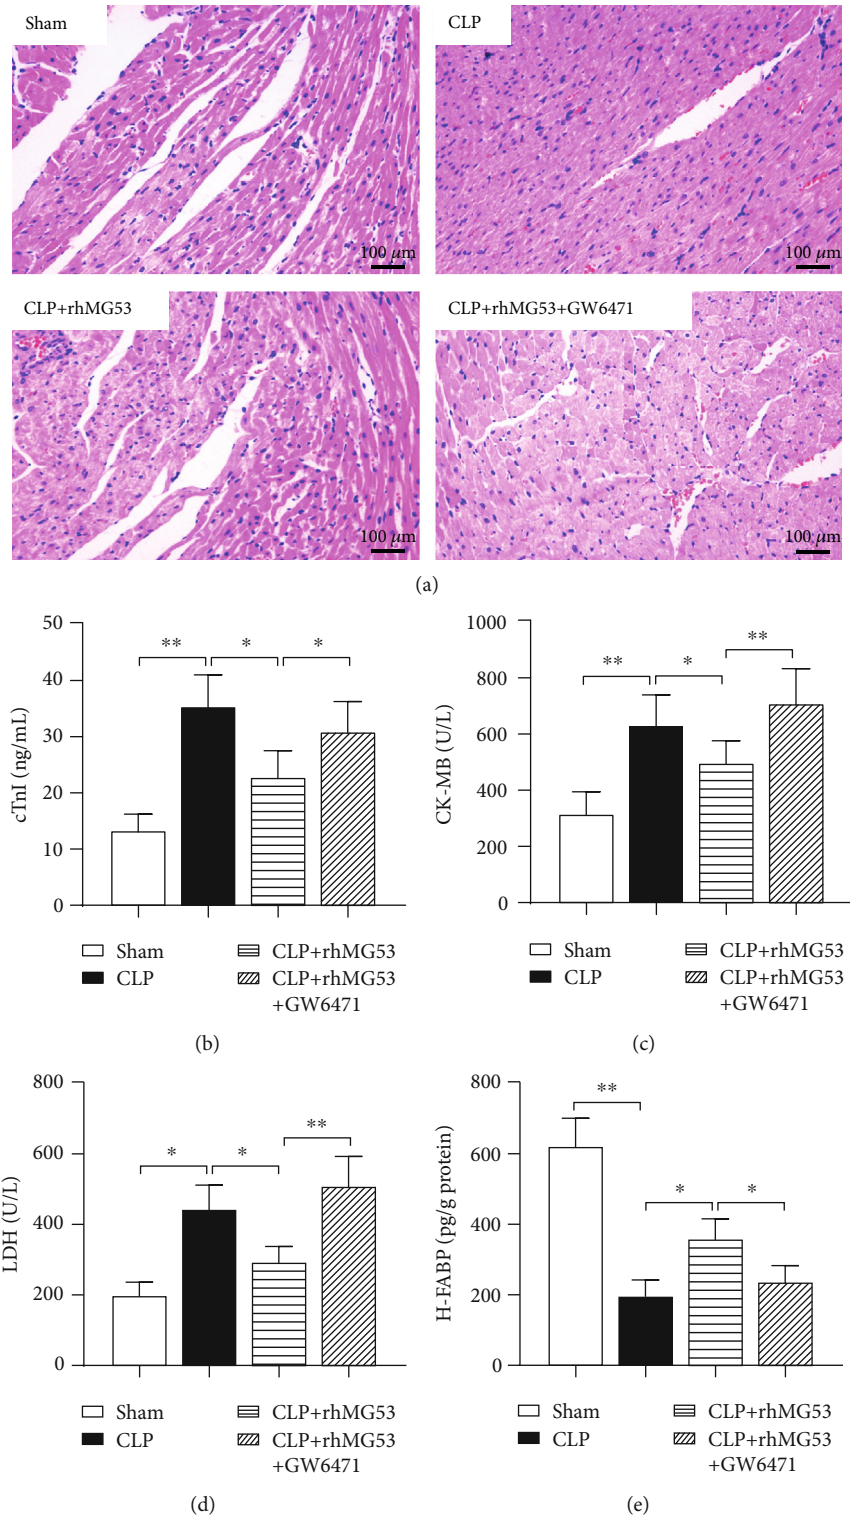 Sham
CLP
100 μm
100 μm
CLP+rhMG53
CLP+rhMG53+GW6471
100 μm
100 μm
(a)
50
40
30
20
10
0
cTnI (ng/mL)
** * *
Sham
CLP
CLP+rhMG53
CLP+rhMG53
+GW6471
(b)
1000
800
600
400
200
0
CK-MB (U/L)
** * **
Sham
CLP
CLP+rhMG53
CLP+rhMG53
+GW6471
(c)
800
600
400
200
0
LDH (U/L)
* * **
Sham
CLP
CLP+rhMG53
CLP+rhMG53
+GW6471
(d)
800
600
400
200
0
H-FABP (pg/g protein)
** * *
Sham
CLP
CLP+rhMG53
CLP+rhMG53
+GW6471
(e)